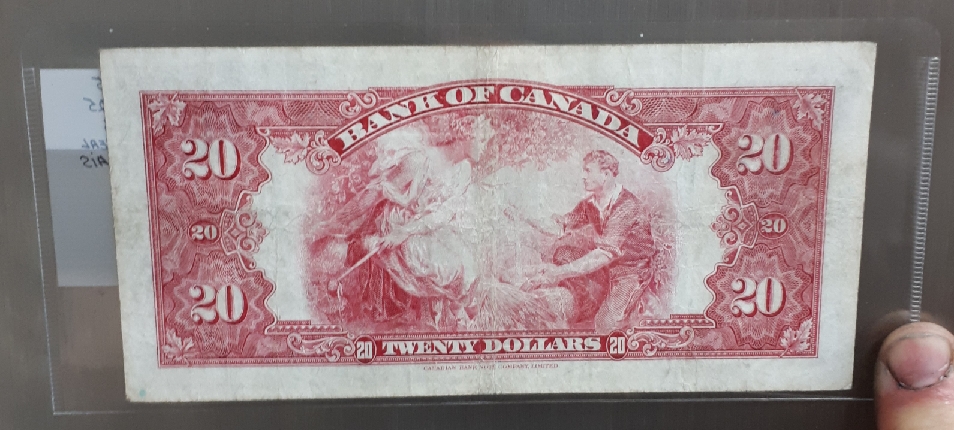 BANK OF CANADA
20 20
20 20
20 20
20 TWENTY DOLLARS 20
CANADIAN BANK NOTE COMPANY, LIMITED